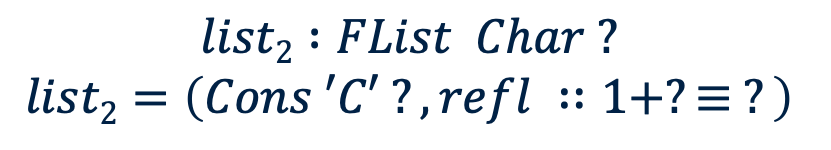 list₂ : FList Char ?
list₂ = (Cons 'C' ?, refl :: 1+? ≡ ?)